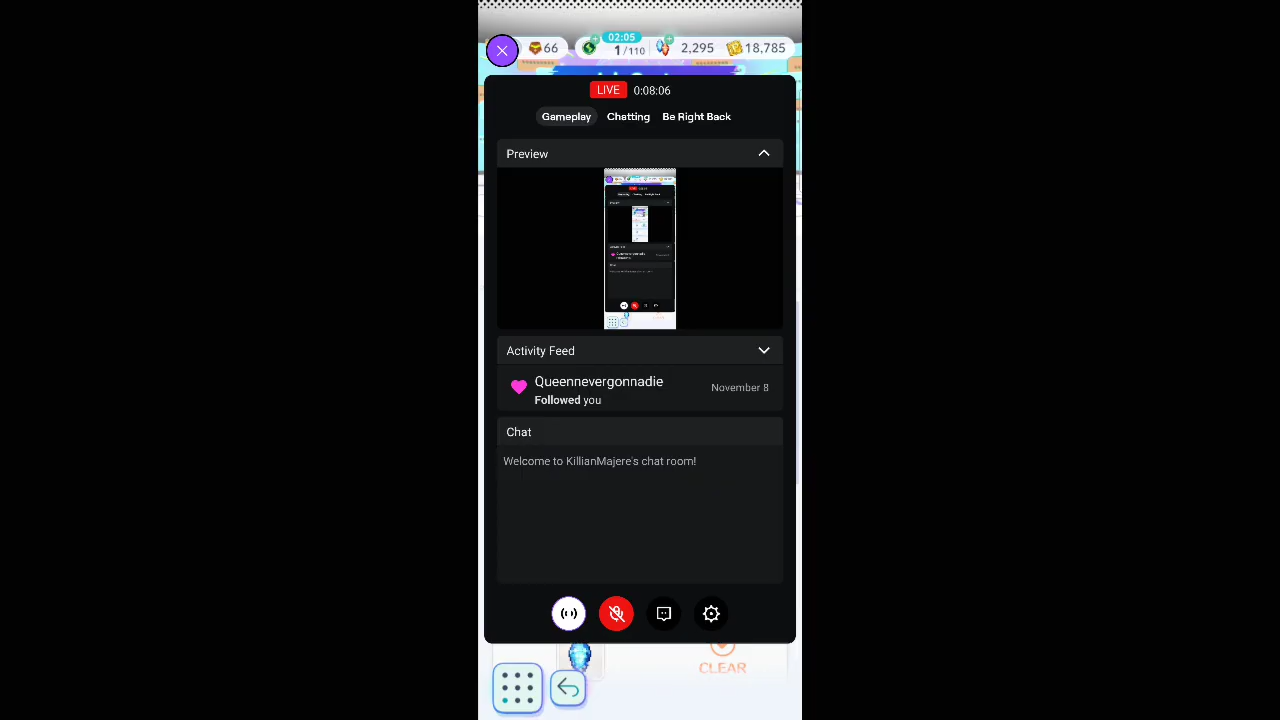 02:05
66
1/110
2,295
18,785
LIVE 0:08:06
Gameplay Chatting Be Right Back
Preview
Activity Feed
Queennevergonnadie
Followed you
November 8
Chat
Welcome to KillianMajere's chat room!
CLEAR